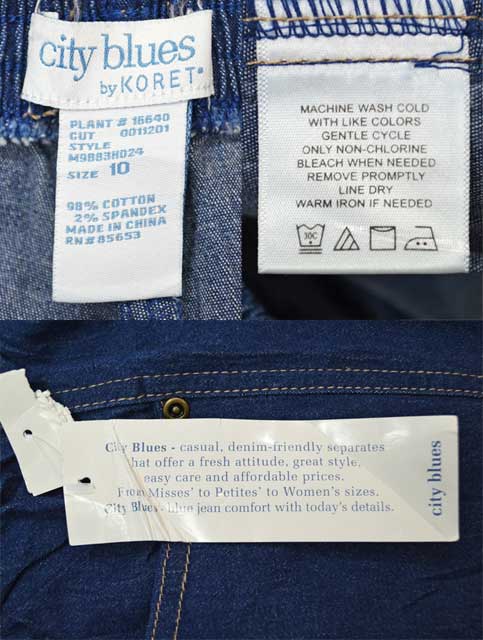 city blues
by KORET®
PLANT # 16640
CUT 0011201
STYLE
M9883H024
SIZE 10
98% COTTON
2% SPANDEX
MADE IN CHINA
RN# 85653
MACHINE WASH COLD
WITH LIKE COLORS
GENTLE CYCLE
ONLY NON-CHLORINE
BLEACH WHEN NEEDED
REMOVE PROMPTLY
LINE DRY
WARM IRON IF NEEDED
30C
City Blues - casual, denim-friendly separates
that offer a fresh attitude, great style,
easy care and affordable prices.
From Misses' to Petites' to Women's sizes.
City Blues - blue jean comfort with today's details.
city blues